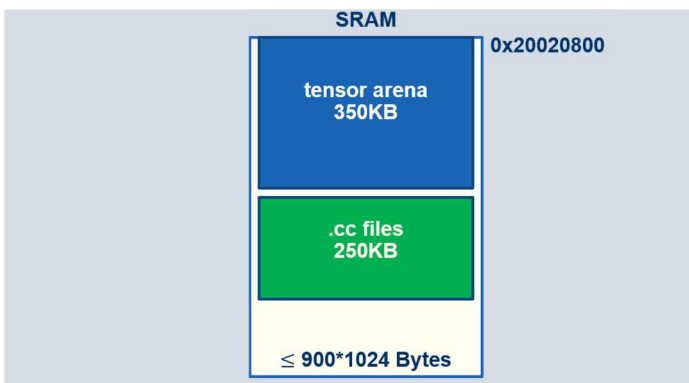 SRAM
0x20020800
tensor arena
350KB
.cc files
250KB
≤ 900*1024 Bytes